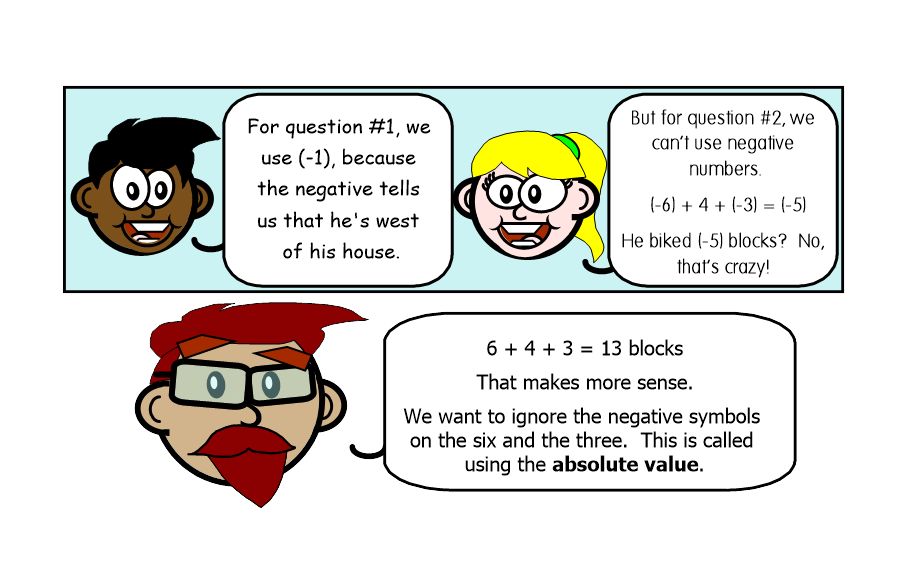 For question #1, we
use (-1), because
the negative tells
us that he's west
of his house.
But for question #2, we
can't use negative
numbers.
(-6) + 4 + (-3) = (-5)
He biked (-5) blocks?  No,
that's crazy!
6 + 4 + 3 = 13 blocks
That makes more sense.
We want to ignore the negative symbols
on the six and the three.  This is called
using the absolute value.